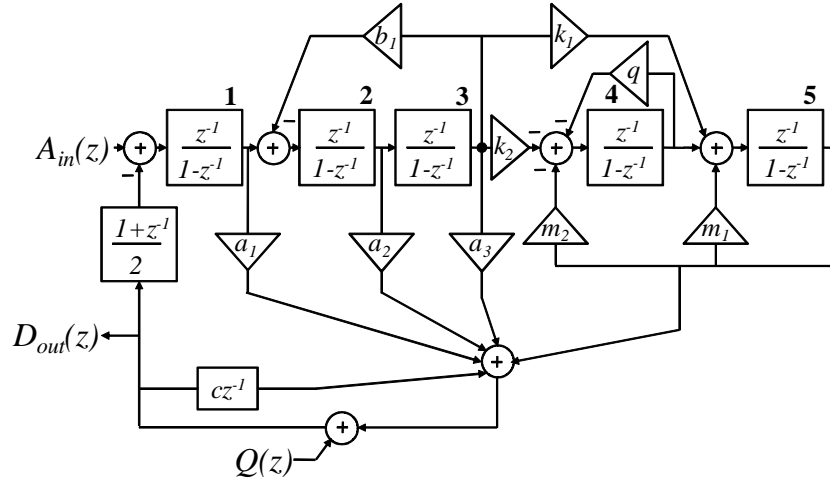 b₁
k₁
q
1
2
3
4
5
Aᵢₙ(z)
+
z⁻¹
1-z⁻¹
+
−
z⁻¹
1-z⁻¹
z⁻¹
1-z⁻¹
k₂
−
−
−
+
z⁻¹
1-z⁻¹
+
z⁻¹
1-z⁻¹
−
1+z⁻¹
2
a₁
a₂
a₃
m₂
m₁
Dₒᵤₜ(z)
+
cz⁻¹
+
Q(z)